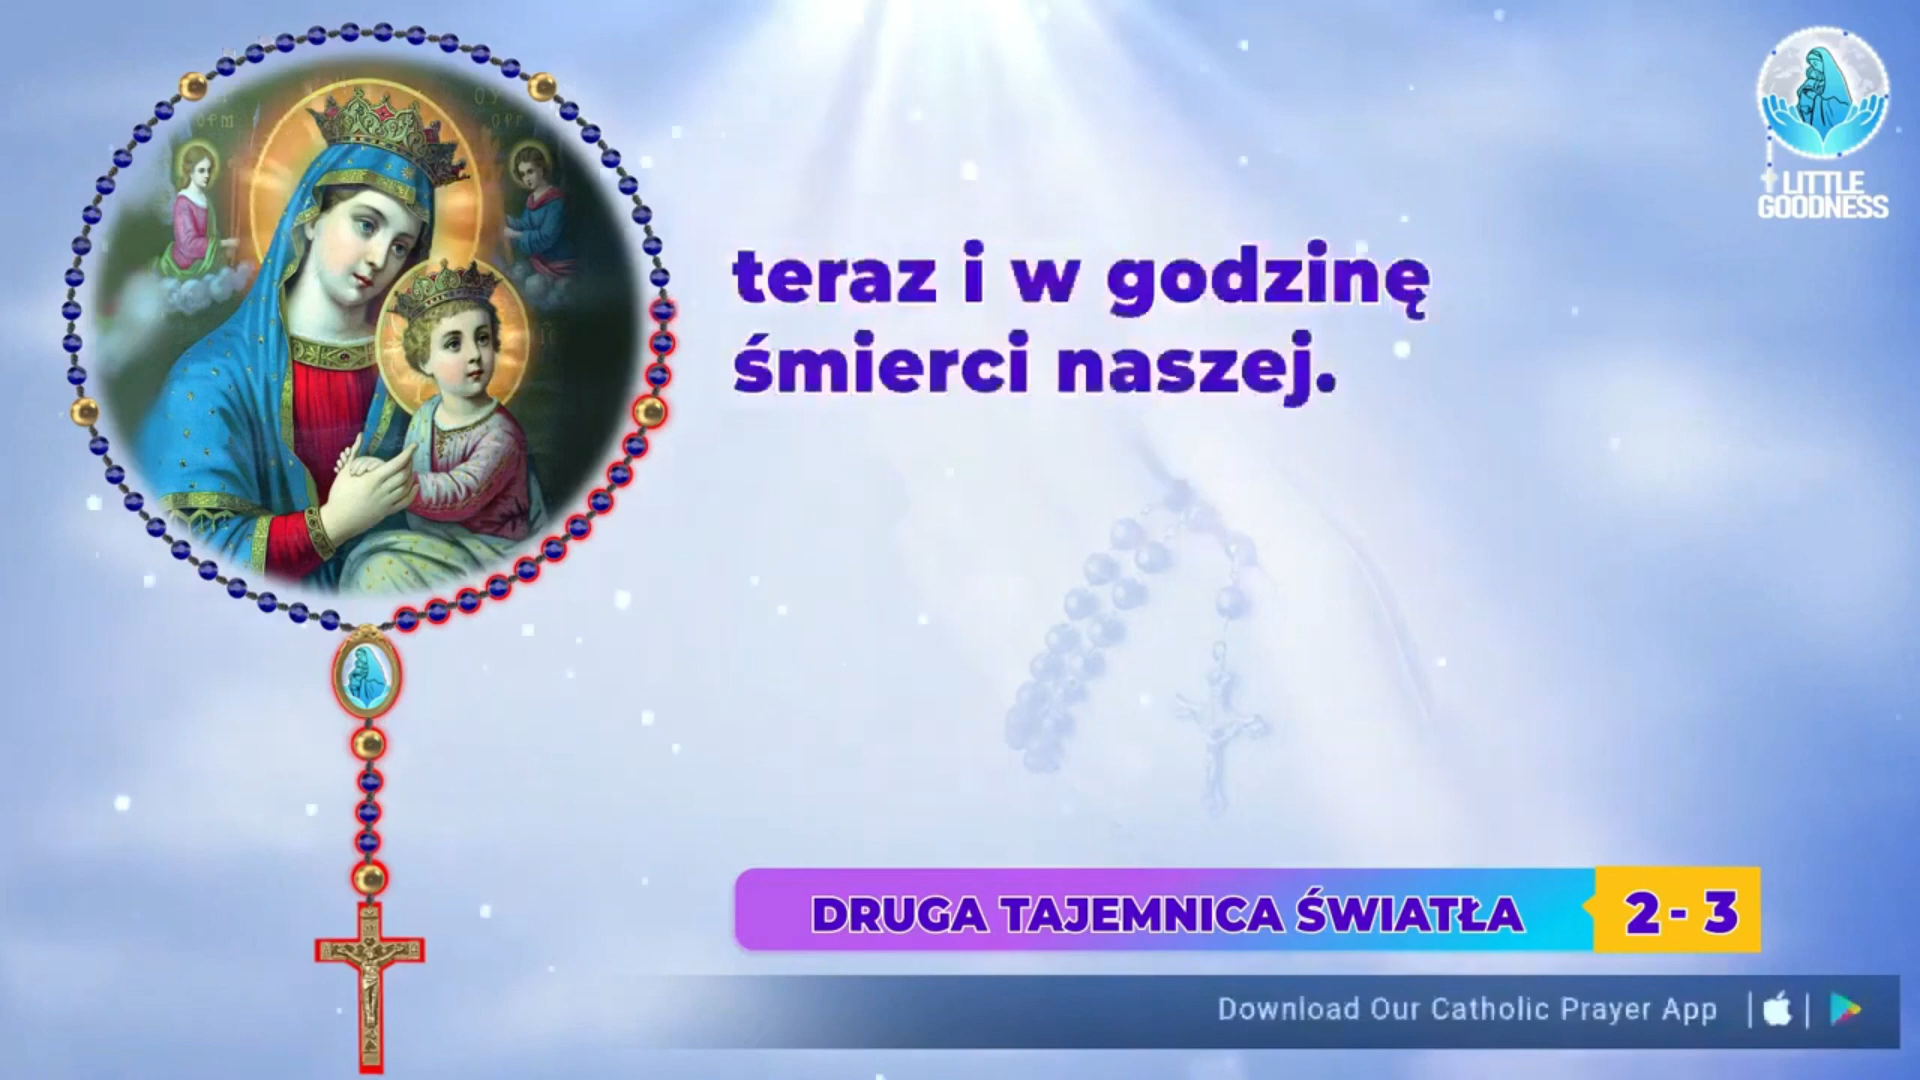 LITTLE
GOODNESS
teraz i w godzinę
śmierci naszej.
DRUGA TAJEMNICA ŚWIATŁA
2 - 3
Download Our Catholic Prayer App